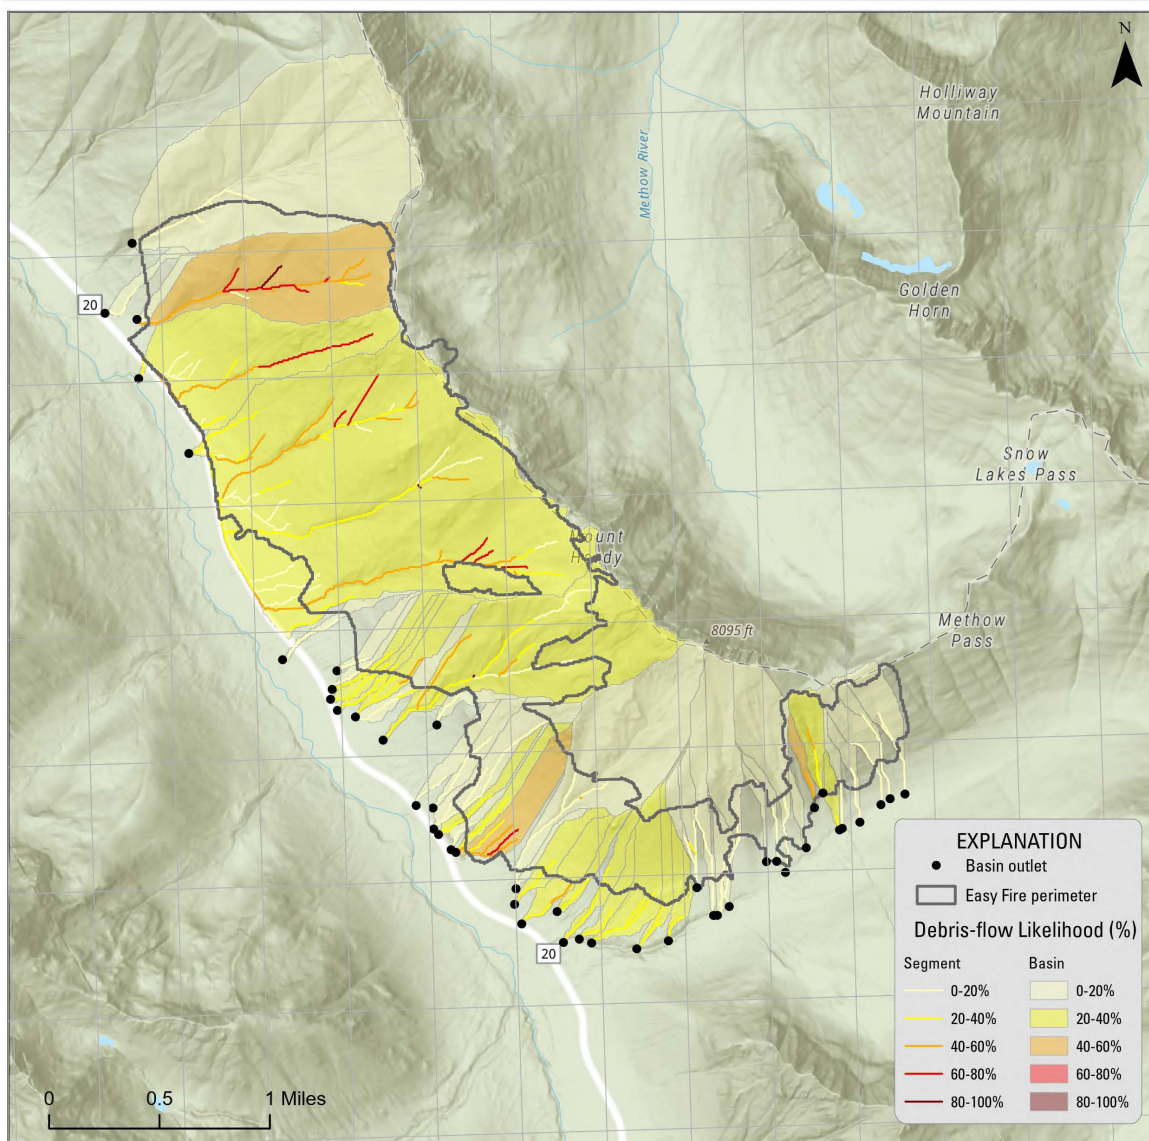 N
Holliway
Mountain
Methow River
Golden
Horn
20
Snow
Lakes Pass
Mount
Hardy
8095 ft
Methow
Pass
20
EXPLANATION
Basin outlet
Easy Fire perimeter
Debris-flow Likelihood (%)
Segment Basin
0-20% 0-20%
20-40% 20-40%
40-60% 40-60%
60-80% 60-80%
80-100% 80-100%
0 0.5 1 Miles